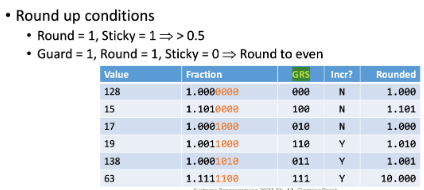 • Round up conditions
• Round = 1, Sticky = 1 ⇒ > 0.5
• Guard = 1, Round = 1, Sticky = 0 ⇒ Round to even
Value Fraction GRS Incr? Rounded
128 1.0000000 000 N 1.000
15 1.1010000 100 N 1.101
17 1.0001000 010 N 1.000
19 1.0011000 110 Y 1.010
138 1.0001010 011 Y 1.001
63 1.1111100 111 Y 10.000